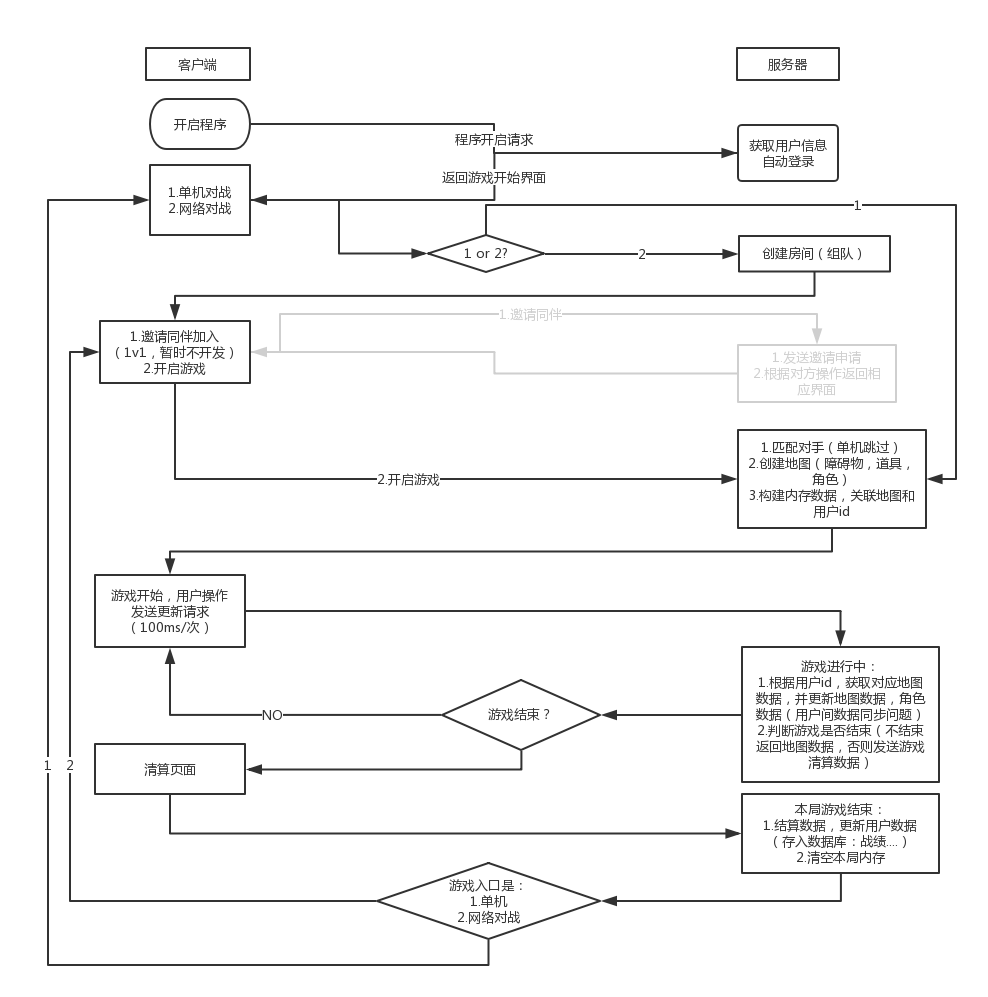 客户端
服务器
开启程序
程序开启请求
获取用户信息
自动登录
返回游戏开始界面
1.单机对战
2.网络对战
1
1 or 2?
2
创建房间（组队）
1.邀请同伴
1.邀请同伴加入
（1v1，暂时不开发）
2.开启游戏
1.发送邀请申请
2.根据对方操作返回相
应界面
2.开启游戏
1.匹配对手（单机跳过）
2.创建地图（障碍物，道具，
角色）
3.构建内存数据，关联地图和
用户id
游戏开始，用户操作
发送更新请求
（100ms/次）
游戏进行中：
1.根据用户id，获取对应地图
数据，并更新地图数据，角色
数据（用户间数据同步问题）
2.判断游戏是否结束（不结束
返回地图数据，否则发送游戏
清算数据）
游戏结束？
NO
1
2
清算页面
本局游戏结束：
1.结算数据，更新用户数据
（存入数据库：战绩....）
2.清空本局内存
游戏入口是：
1.单机
2.网络对战